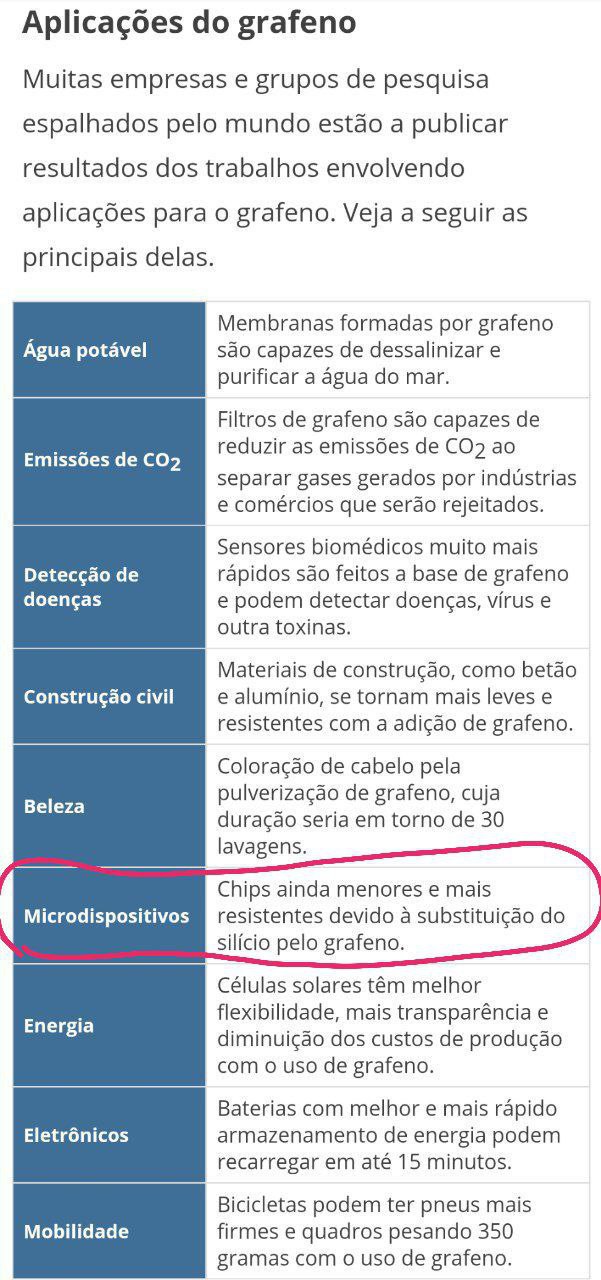 Aplicações do grafeno
Muitas empresas e grupos de pesquisa
espalhados pelo mundo estão a publicar
resultados dos trabalhos envolvendo
aplicações para o grafeno. Veja a seguir as
principais delas.
Água potável
Membranas formadas por grafeno
são capazes de dessalinizar e
purificar a água do mar.
Emissões de CO₂
Filtros de grafeno são capazes de
reduzir as emissões de CO₂ ao
separar gases gerados por indústrias
e comércios que serão rejeitados.
Detecção de
doenças
Sensores biomédicos muito mais
rápidos são feitos a base de grafeno
e podem detectar doenças, vírus e
outra toxinas.
Construção civil
Materiais de construção, como betão
e alumínio, se tornam mais leves e
resistentes com a adição de grafeno.
Beleza
Coloração de cabelo pela
pulverização de grafeno, cuja
duração seria em torno de 30
lavagens.
Microdispositivos
Chips ainda menores e mais
resistentes devido à substituição do
silício pelo grafeno.
Energia
Células solares têm melhor
flexibilidade, mais transparência e
diminuição dos custos de produção
com o uso de grafeno.
Eletrônicos
Baterias com melhor e mais rápido
armazenamento de energia podem
recarregar em até 15 minutos.
Mobilidade
Bicicletas podem ter pneus mais
firmes e quadros pesando 350
gramas com o uso de grafeno.